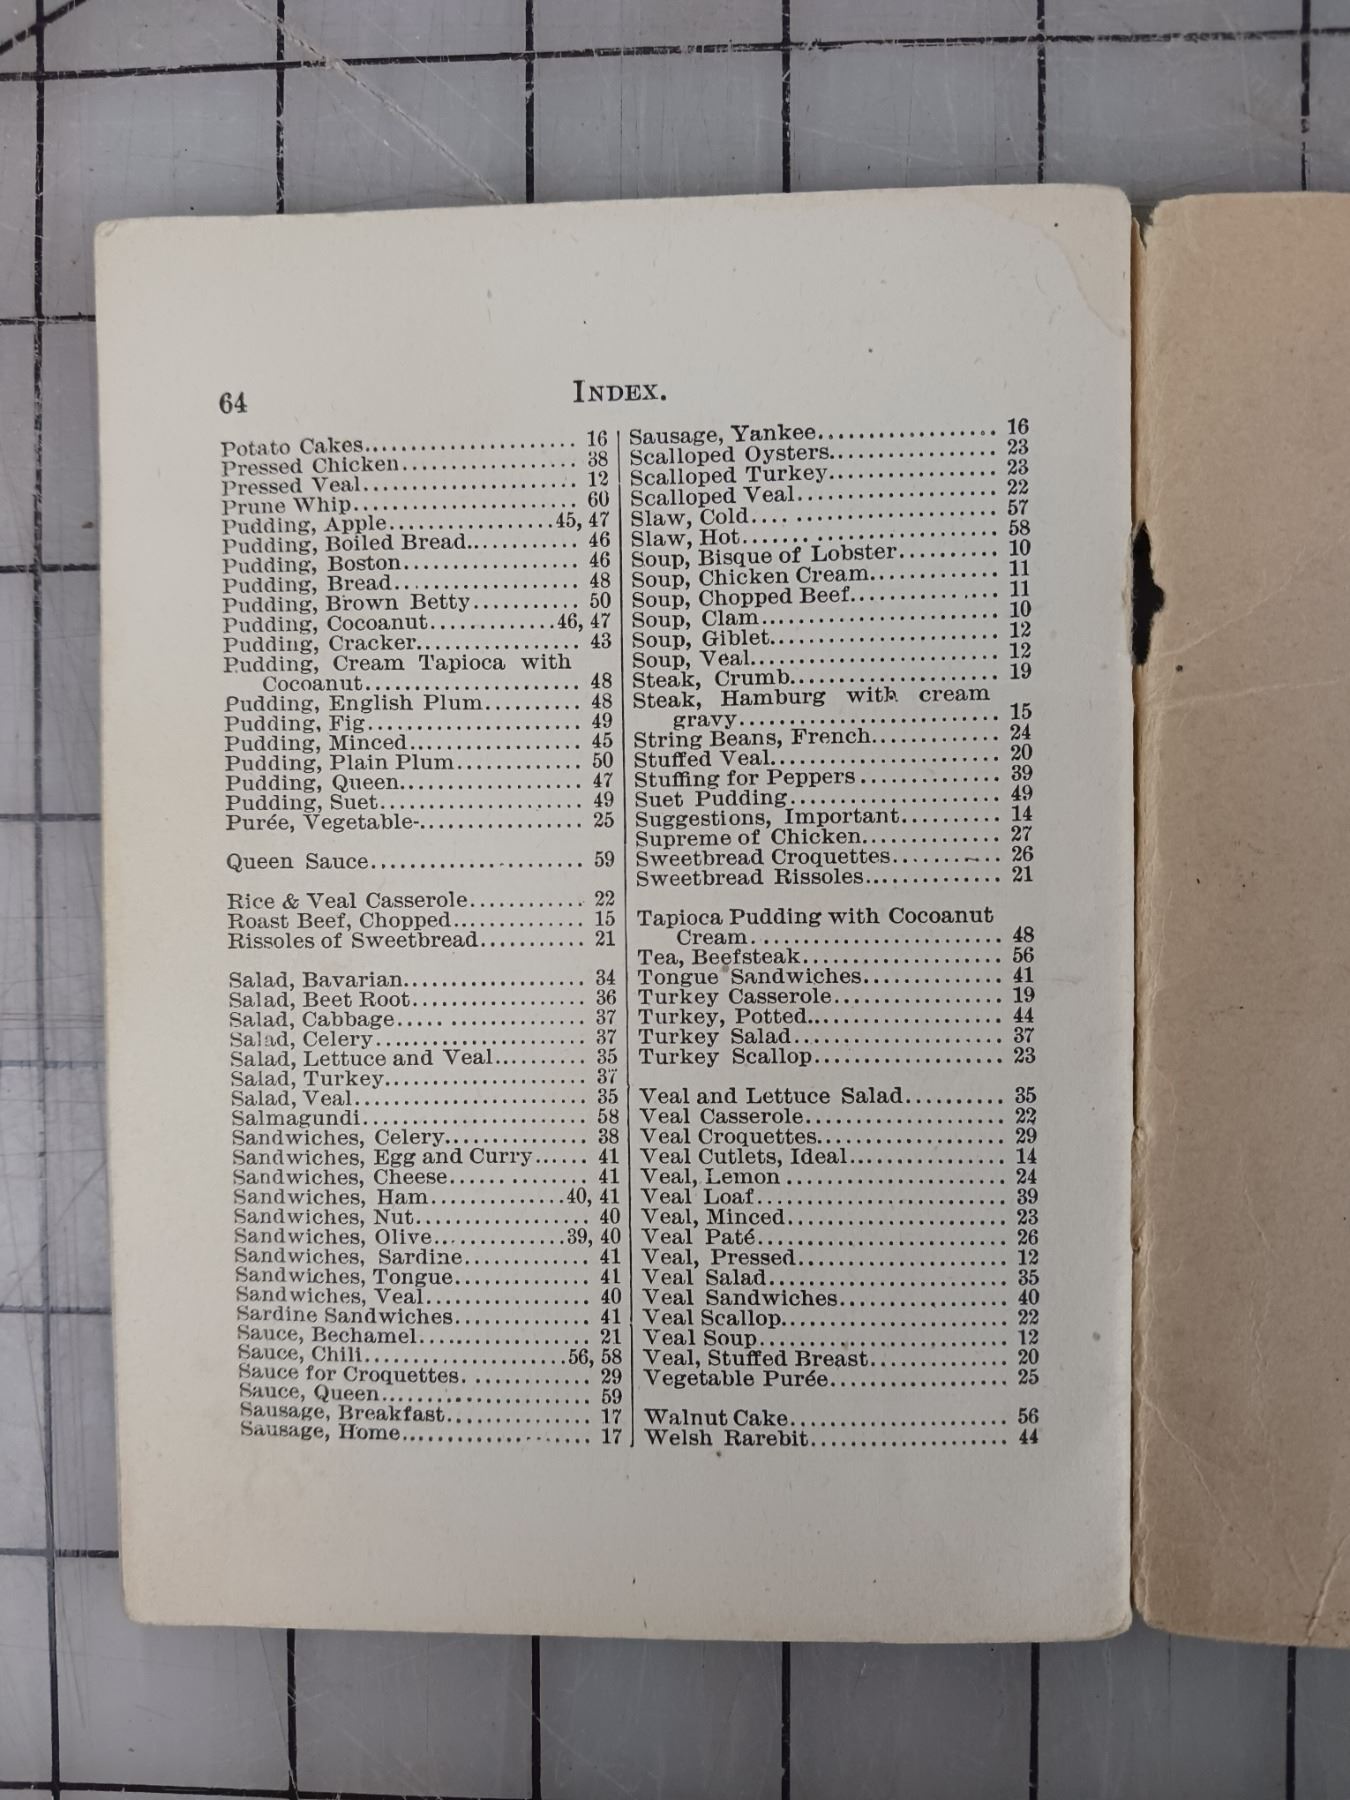 64
INDEX.
Potato Cakes...................... 16
Pressed Chicken................... 38
Pressed Veal....................... 12
Prune Whip........................ 60
Pudding, Apple.................45, 47
Pudding, Boiled Bread............ 46
Pudding, Boston................... 46
Pudding, Bread.................... 48
Pudding, Brown Betty........... 50
Pudding, Cocoanut.............46, 47
Pudding, Cracker................. 43
Pudding, Cream Tapioca with
Cocoanut...................... 48
Pudding, English Plum.......... 48
Pudding, Fig...................... 49
Pudding, Minced.................. 45
Pudding, Plain Plum............. 50
Pudding, Queen................... 47
Pudding, Suet..................... 49
Purée, Vegetable-................. 25
Queen Sauce...................... 59
Rice & Veal Casserole............ 22
Roast Beef, Chopped............. 15
Rissoles of Sweetbread........... 21
Salad, Bavarian................... 34
Salad, Beet Root.................. 36
Salad, Cabbage.................... 37
Salad, Celery...................... 37
Salad, Lettuce and Veal.......... 35
Salad, Turkey...................... 37
Salad, Veal........................ 35
Salmagundi........................ 58
Sandwiches, Celery............... 38
Sandwiches, Egg and Curry...... 41
Sandwiches, Cheese.............. 41
Sandwiches, Ham..............40, 41
Sandwiches, Nut.................. 40
Sandwiches, Olive..............39, 40
Sandwiches, Sardine............. 41
Sandwiches, Tongue.............. 41
Sandwiches, Veal................. 40
Sardine Sandwiches.............. 41
Sauce, Bechamel.................. 21
Sauce, Chili.....................56, 58
Sauce for Croquettes............. 29
Sauce, Queen...................... 59
Sausage, Breakfast............... 17
Sausage, Home.................... 17
Sausage, Yankee.................. 16
Scalloped Oysters................. 23
Scalloped Turkey................. 23
Scalloped Veal.................... 22
Slaw, Cold......................... 57
Slaw, Hot.......................... 58
Soup, Bisque of Lobster.......... 10
Soup, Chicken Cream............. 11
Soup, Chopped Beef............... 11
Soup, Clam........................ 10
Soup, Giblet....................... 12
Soup, Veal......................... 12
Steak, Crumb...................... 19
Steak, Hamburg with cream
gravy.......................... 15
String Beans, French............. 24
Stuffed Veal....................... 20
Stuffing for Peppers.............. 39
Suet Pudding..................... 49
Suggestions, Important.......... 14
Supreme of Chicken.............. 27
Sweetbread Croquettes.......... 26
Sweetbread Rissoles.............. 21
Tapioca Pudding with Cocoanut
Cream......................... 48
Tea, Beefsteak.................... 56
Tongue Sandwiches.............. 41
Turkey Casserole................. 19
Turkey, Potted.................... 44
Turkey Salad..................... 37
Turkey Scallop................... 23
Veal and Lettuce Salad.......... 35
Veal Casserole.................... 22
Veal Croquettes................... 29
Veal Cutlets, Ideal................ 14
Veal, Lemon...................... 24
Veal Loaf......................... 39
Veal, Minced...................... 23
Veal Paté.......................... 26
Veal, Pressed..................... 12
Veal Salad........................ 35
Veal Sandwiches................. 40
Veal Scallop...................... 22
Veal Soup......................... 12
Veal, Stuffed Breast.............. 20
Vegetable Purée.................. 25
Walnut Cake...................... 56
Welsh Rarebit.................... 44